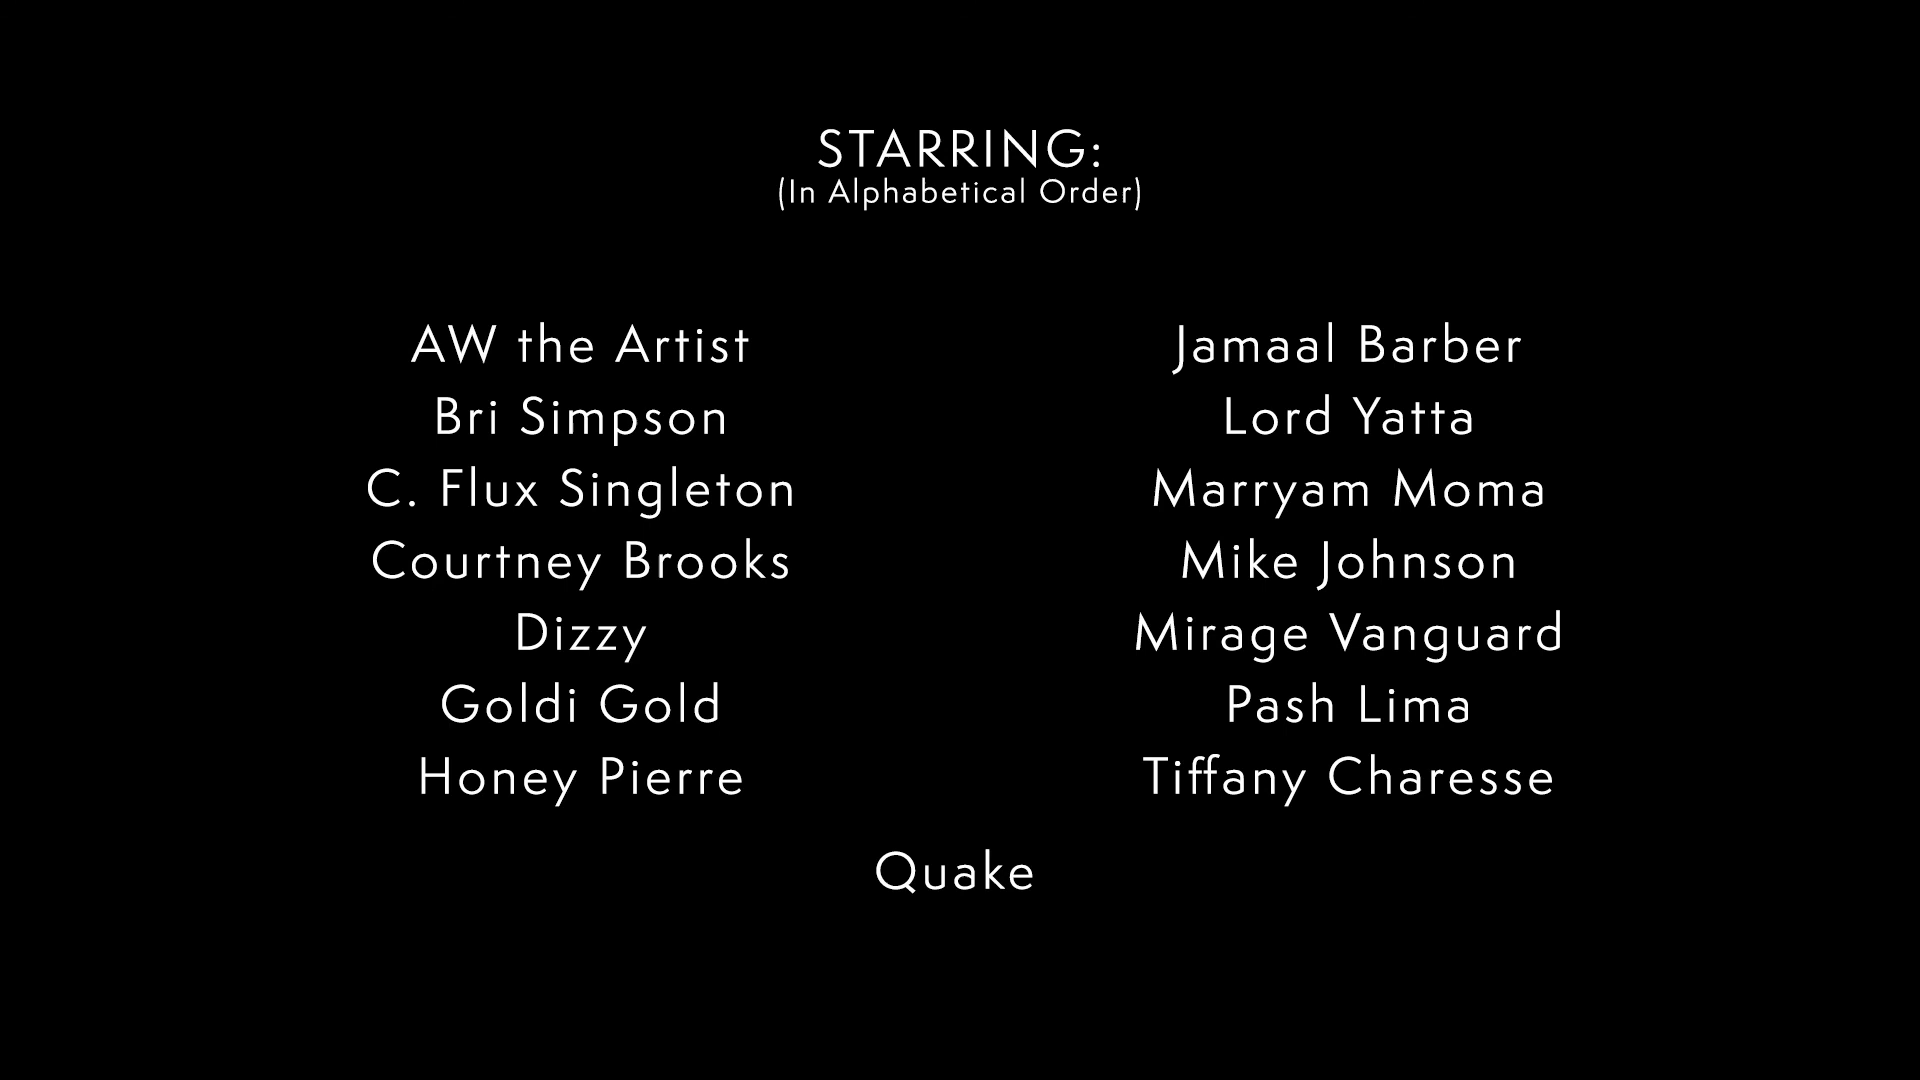 STARRING:
(In Alphabetical Order)
AW the Artist
Bri Simpson
C. Flux Singleton
Courtney Brooks
Dizzy
Goldi Gold
Honey Pierre
Jamaal Barber
Lord Yatta
Marryam Moma
Mike Johnson
Mirage Vanguard
Pash Lima
Tiffany Charesse
Quake